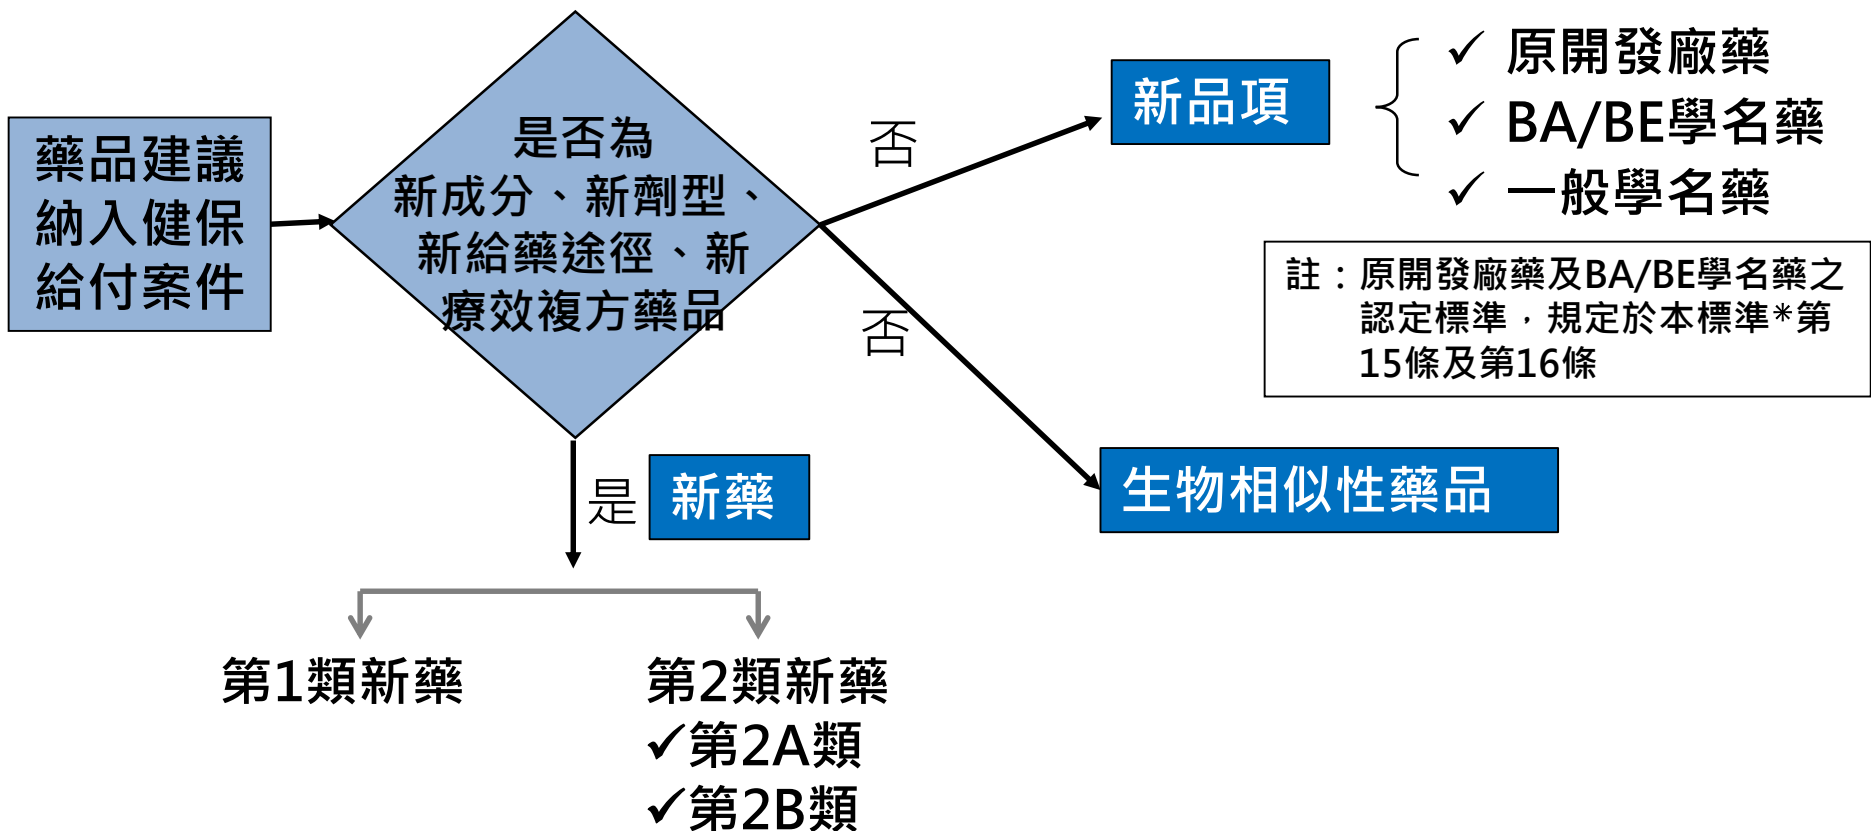 藥品建議
納入健保
給付案件
是否為
新成分、新劑型、
新給藥途徑、新
療效複方藥品
否
新品項
✓ 原開發廠藥
✓ BA/BE學名藥
✓ 一般學名藥
註：原開發廠藥及BA/BE學名藥之
認定標準，規定於本標準*第
15條及第16條
否
生物相似性藥品
是
新藥
第1類新藥
第2類新藥
✓第2A類
✓第2B類